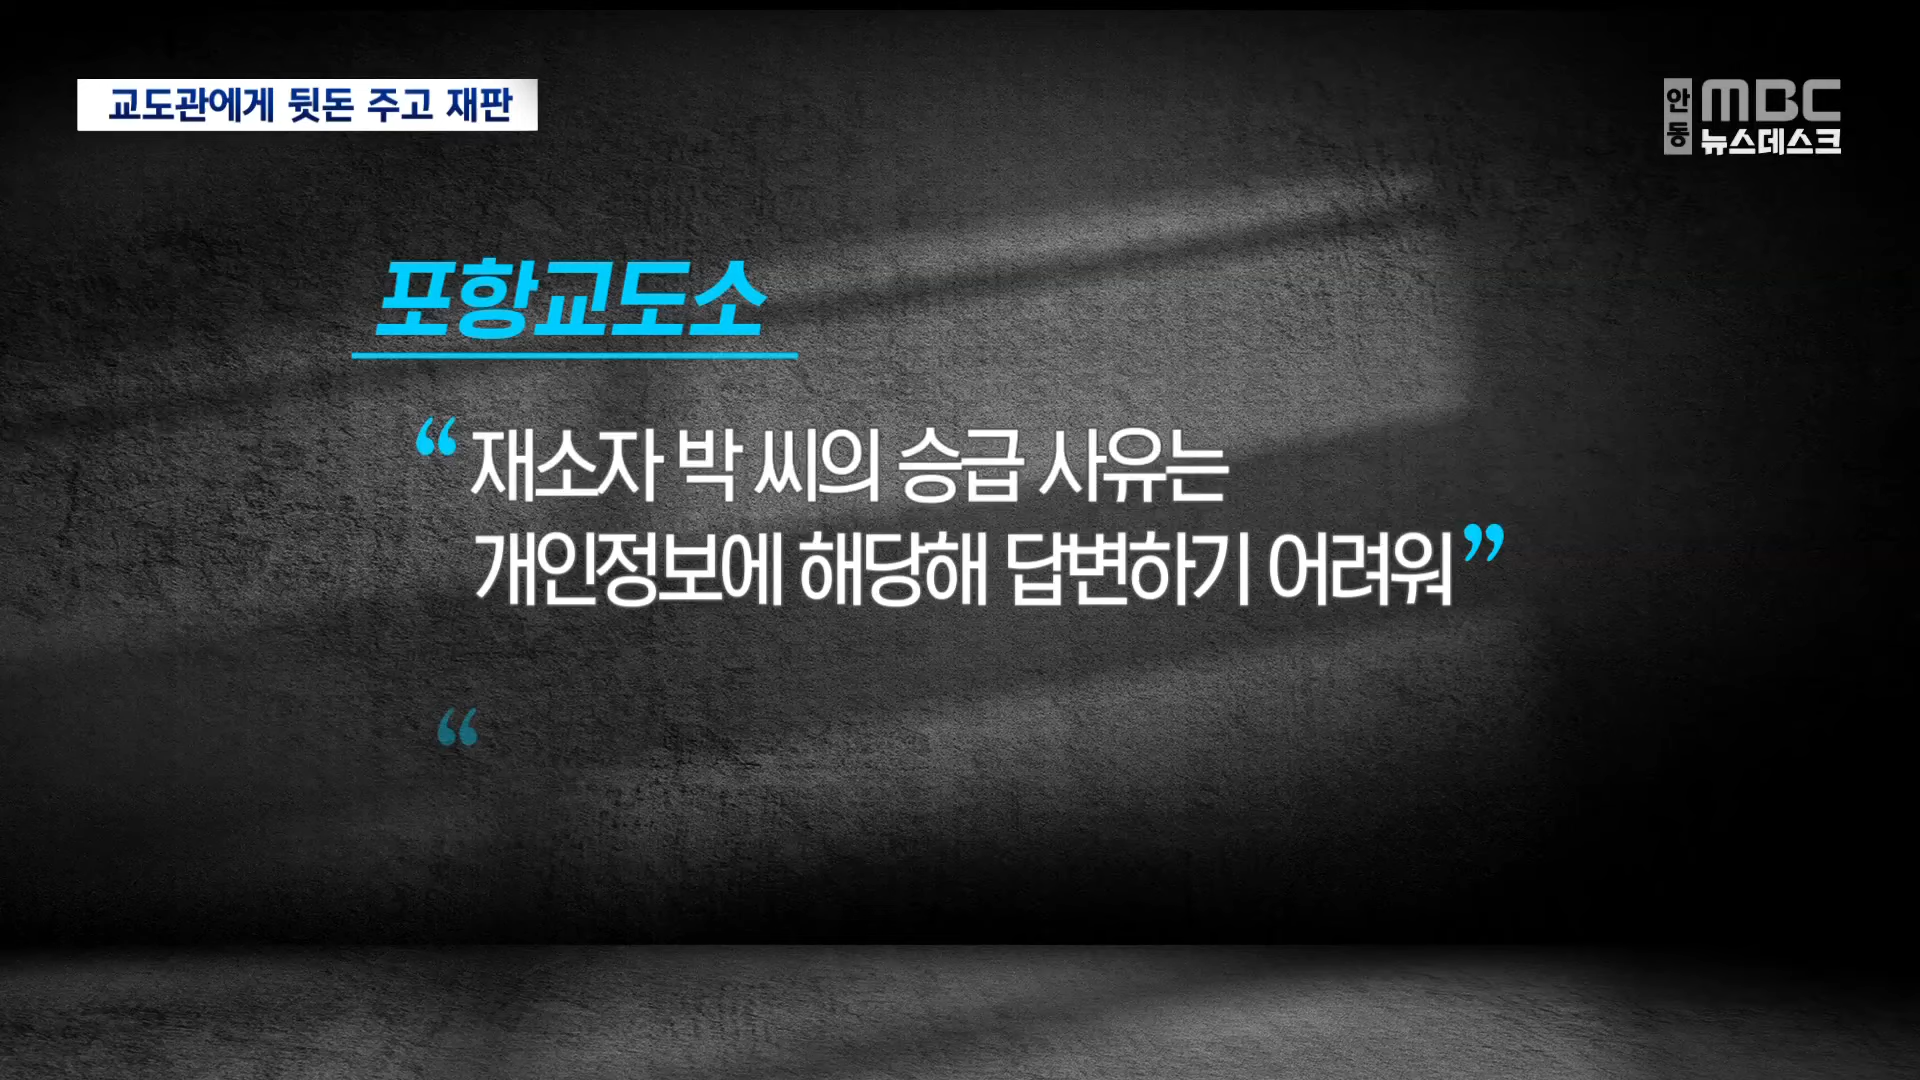 교도관에게 뒷돈 주고 재판
안동 MBC
뉴스데스크
포항교도소
“재소자 박 씨의 승급 사유는
개인정보에 해당해 답변하기 어려워”
“